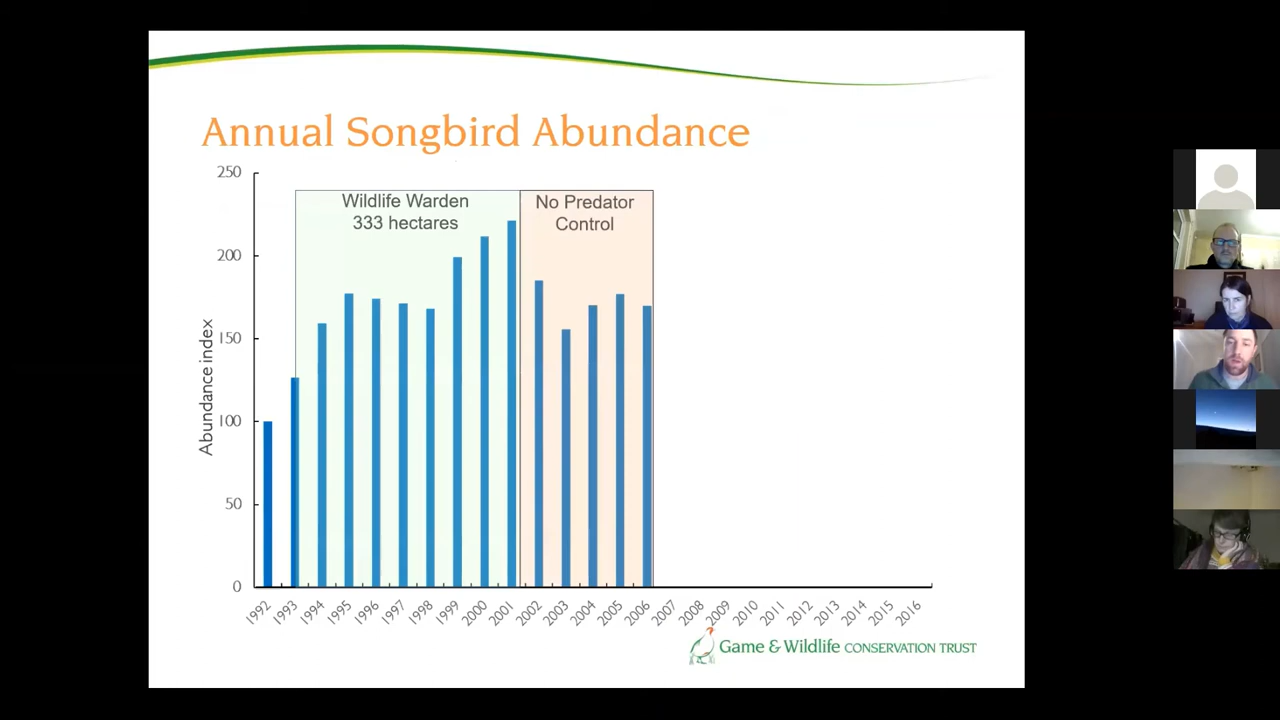 Annual Songbird Abundance
250
200
150
100
50
0
Abundance index
Wildlife Warden
333 hectares
No Predator
Control
1992 1993 1994 1995 1996 1997 1998 1999 2000 2001 2002 2003 2004 2005 2006 2007 2008 2009 2010 2011 2012 2013 2014 2015 2016
Game & Wildlife CONSERVATION TRUST